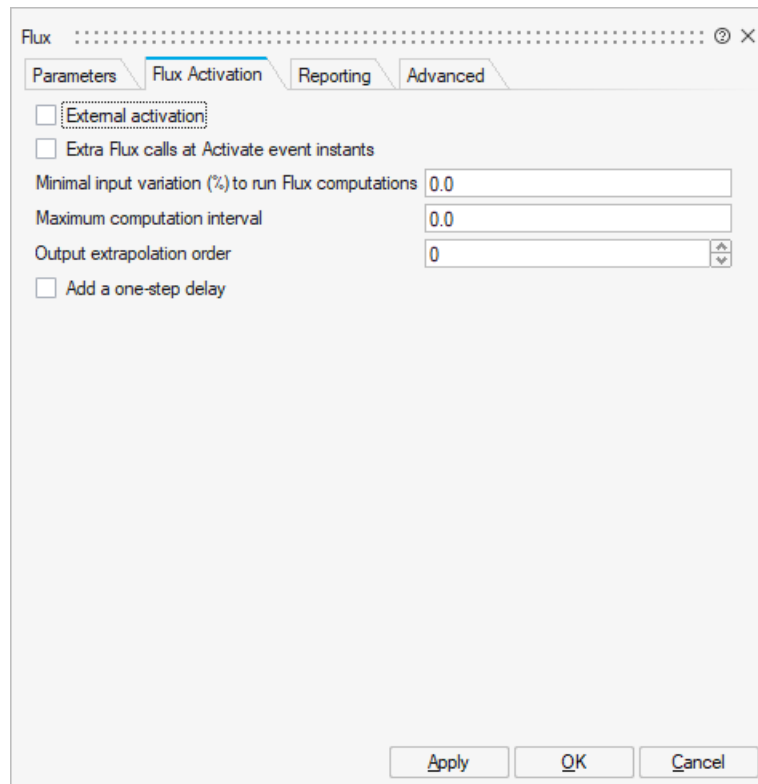 Flux
Parameters Flux Activation Reporting Advanced
External activation
Extra Flux calls at Activate event instants
Minimal input variation (%) to run Flux computations 0.0
Maximum computation interval 0.0
Output extrapolation order 0
Add a one-step delay
Apply OK Cancel